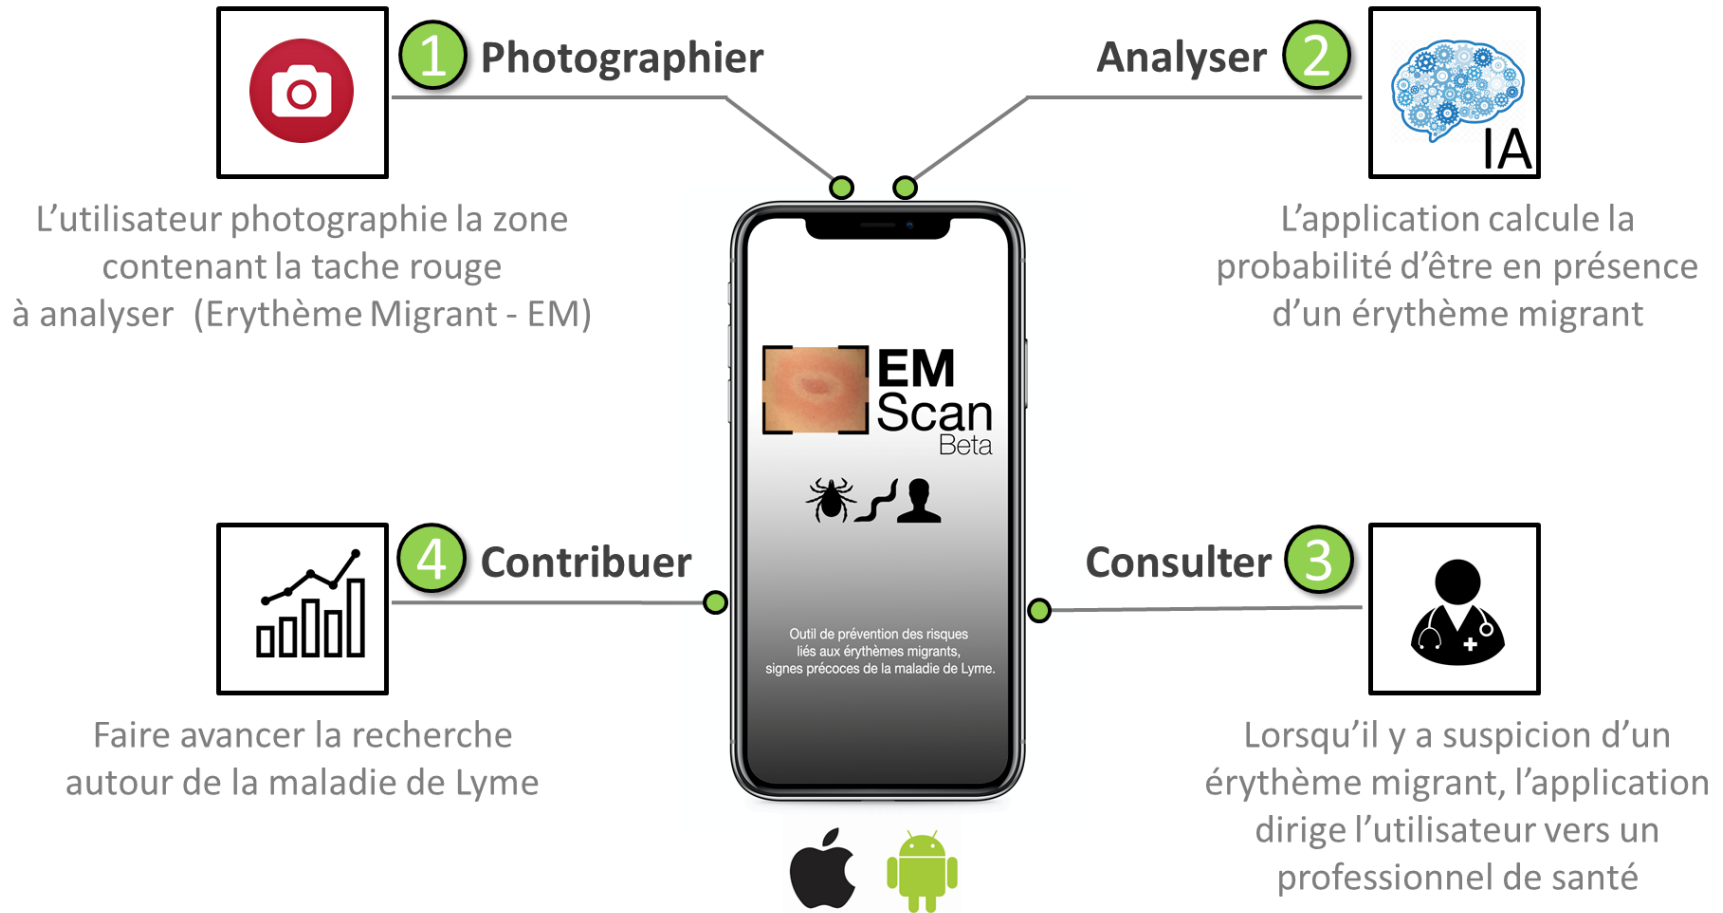 1 Photographier
L’utilisateur photographie la zone
contenant la tache rouge
à analyser (Erythème Migrant - EM)
Analyser 2
IA
L’application calcule la
probabilité d’être en présence
d’un érythème migrant
EM
Scan
Beta
Outil de prévention des risques
liés aux érythèmes migrants,
signes précoces de la maladie de Lyme.
Consulter 3
Lorsqu’il y a suspicion d’un
érythème migrant, l’application
dirige l’utilisateur vers un
professionnel de santé
4 Contribuer
Faire avancer la recherche
autour de la maladie de Lyme